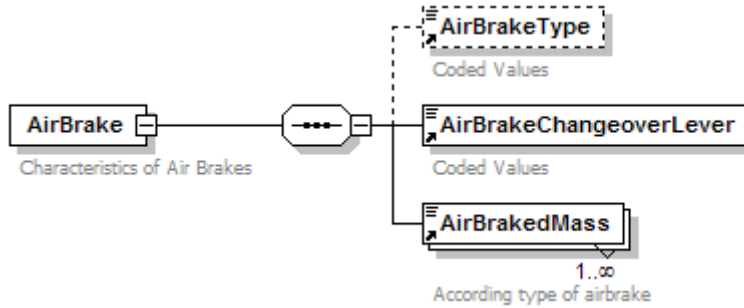 AirBrakeType
Coded Values
AirBrake
Characteristics of Air Brakes
AirBrakeChangeoverLever
Coded Values
AirBrakedMass
1..∞
According type of airbrake